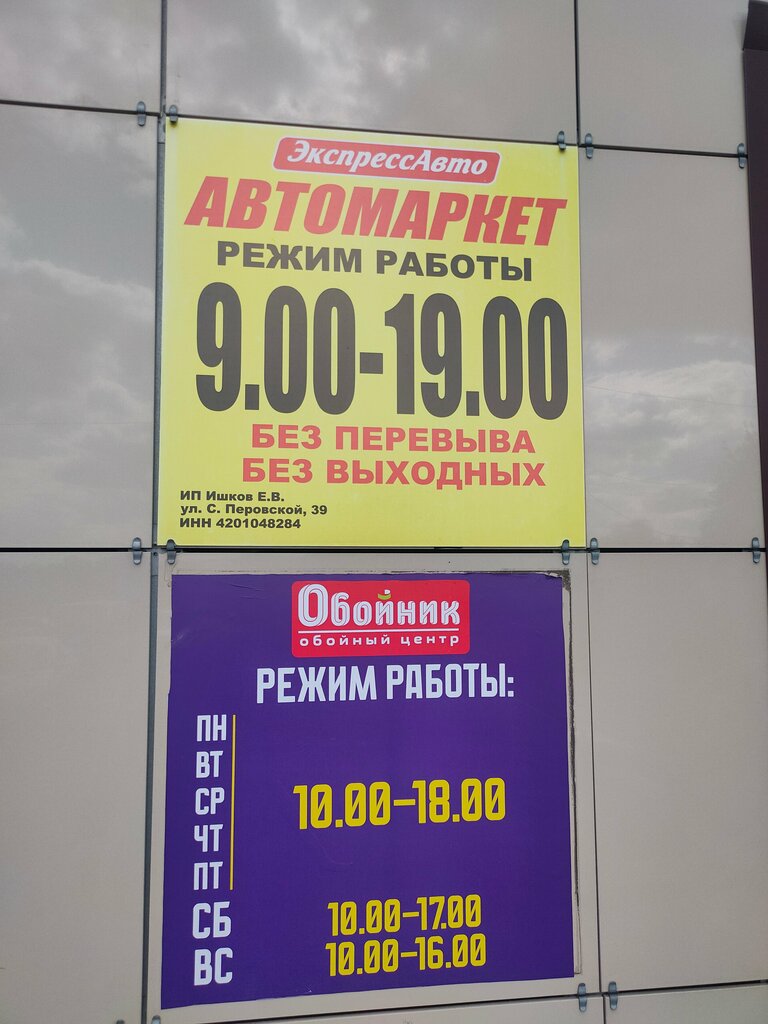 ЭкспрессАвто
АВТОМАРКЕТ
РЕЖИМ РАБОТЫ
9.00-19.00
БЕЗ ПЕРЕВЫВА
БЕЗ ВЫХОДНЫХ
ИП Ишков Е.В.
ул. С. Перовской, 39
ИНН 4201048284
Обойник
обойный центр
РЕЖИМ РАБОТЫ:
ПН
ВТ
СР 10.00-18.00
ЧТ
ПТ
СБ 10.00-17.00
ВС 10.00-16.00